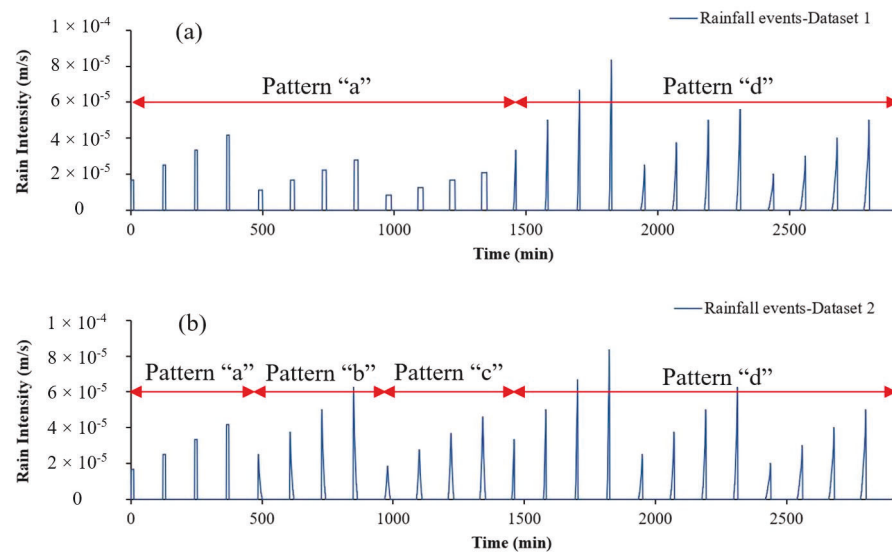 (a)
Rainfall events-Dataset 1
Rain Intensity (m/s)
1 × 10⁻⁴
8 × 10⁻⁵
6 × 10⁻⁵
4 × 10⁻⁵
2 × 10⁻⁵
0
Pattern “a” Pattern “d”
0 500 1000 1500 2000 2500
Time (min)
(b)
Rainfall events-Dataset 2
Rain Intensity (m/s)
1 × 10⁻⁴
8 × 10⁻⁵
6 × 10⁻⁵
4 × 10⁻⁵
2 × 10⁻⁵
0
Pattern “a” Pattern “b” Pattern “c” Pattern “d”
0 500 1000 1500 2000 2500
Time (min)